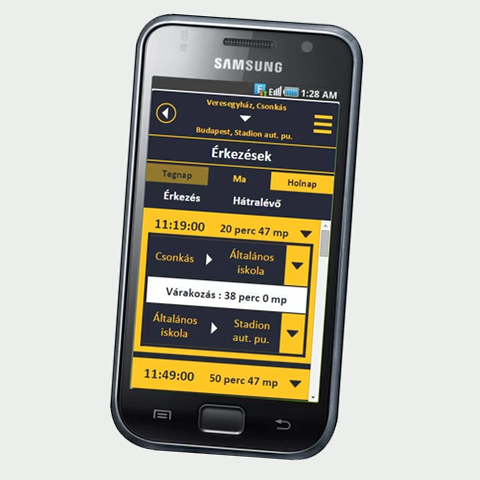 SAMSUNG
1:28 AM
Veresegyház, Csonkás
Budapest, Stadion aut. pu.
Érkezések
Tegnap Ma Holnap
Érkezés Hátralévő
11:19:00 20 perc 47 mp
Csonkás Általános
iskola
Várakozás : 38 perc 0 mp
Általános Stadion
iskola aut. pu.
11:49:00 50 perc 47 mp